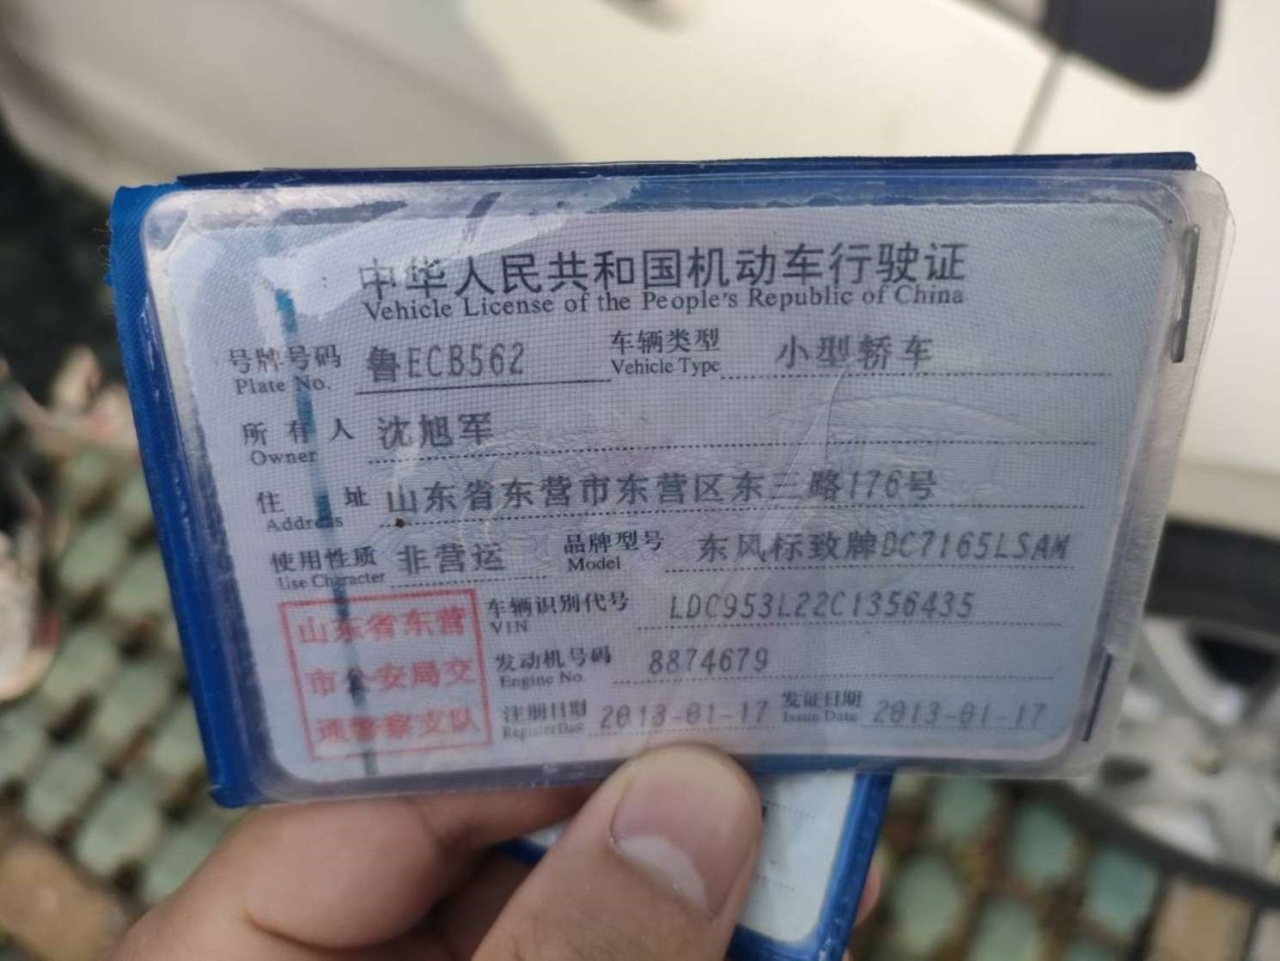 中华人民共和国机动车行驶证
Vehicle License of the People's Republic of China
号牌号码 鲁ECB562 车辆类型 小型轿车
Plate No. Vehicle Type
所有人 沈旭军
Owner
住址 山东省东营市东营区东三路176号
Address
使用性质 非营运 品牌型号 东风标致牌DC7165LSAM
Use Character Model
车辆识别代号 LDC953L22C1356435
VIN
发动机号码 8874679
Engine No.
注册日期 2013-01-17 发证日期 2013-01-17
Register Date Issue Date
山东省东营
市公安局交
通警察支队